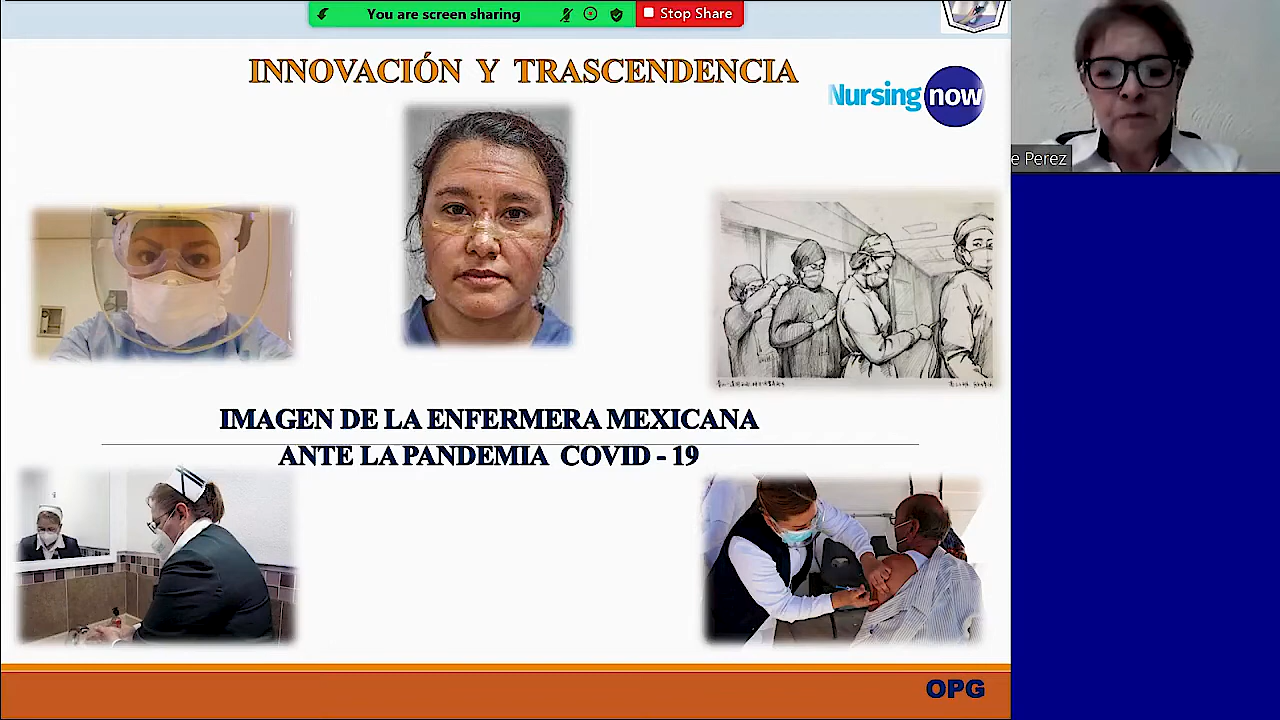 You are screen sharing
Stop Share
INNOVACIÓN Y TRASCENDENCIA
Nursing now
e Perez
IMAGEN DE LA ENFERMERA MEXICANA
ANTE LA PANDEMIA COVID - 19
OPG